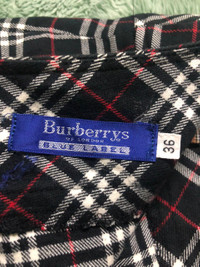 Burberrys
OF LONDON
BLUE LABEL
36